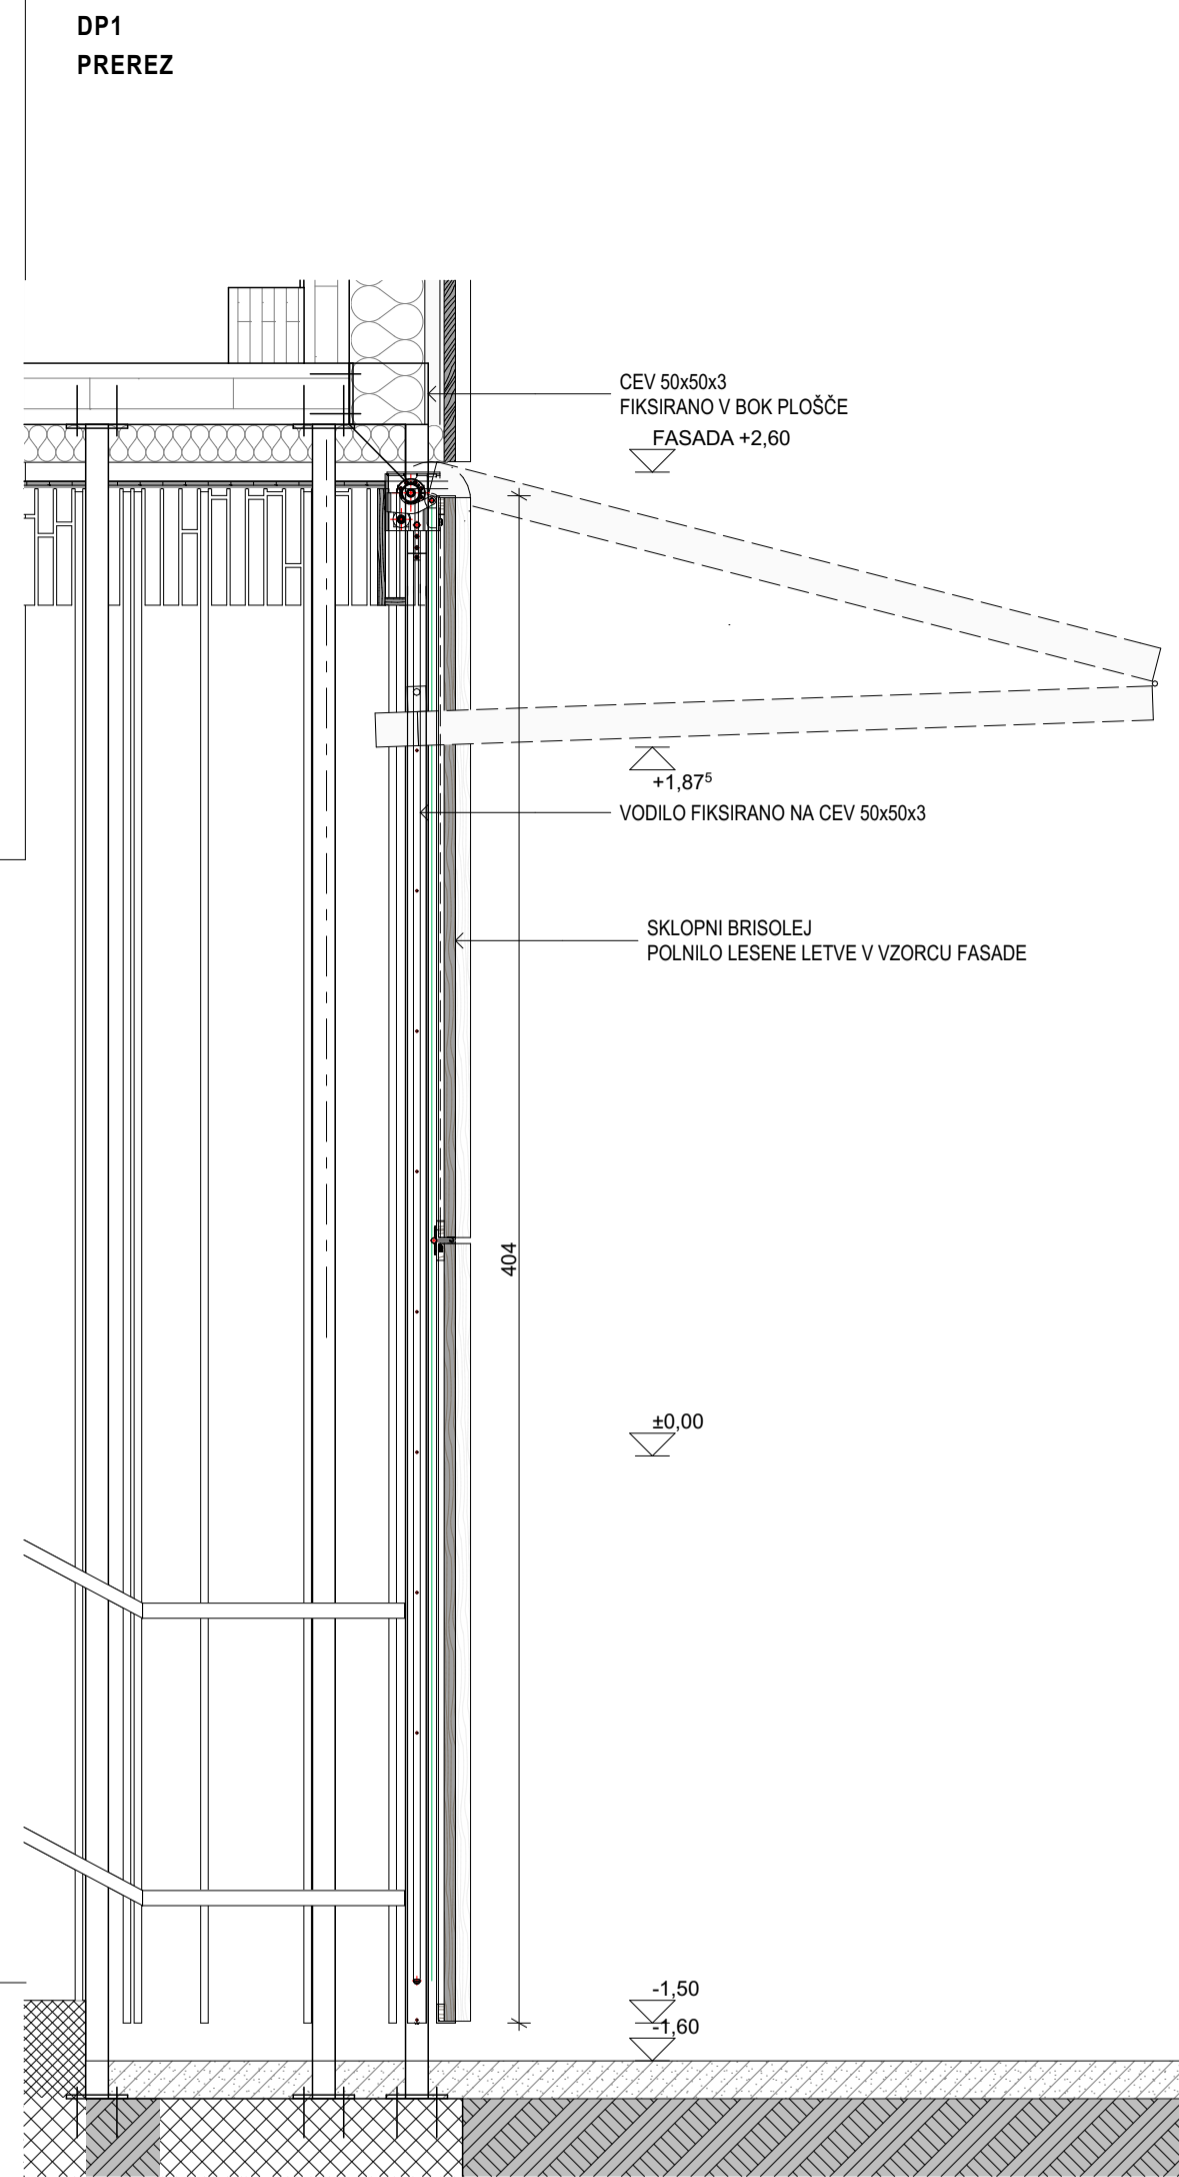 DP1
PREREZ
CEV 50x50x3
FIKSIRANO V BOK PLOŠČE
FASADA +2,60
+1,87⁵
VODILO FIKSIRANO NA CEV 50x50x3
SKLOPNI BRISOLEJ
POLNILO LESENE LETVE V VZORCU FASADE
404
±0,00
-1,50
-1,60